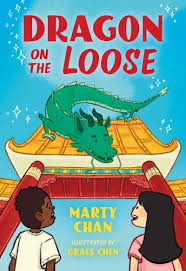 DRAGON
ON
THE LOOSE
MARTY
CHAN
ILLUSTRATED BY
GRACE CHEN